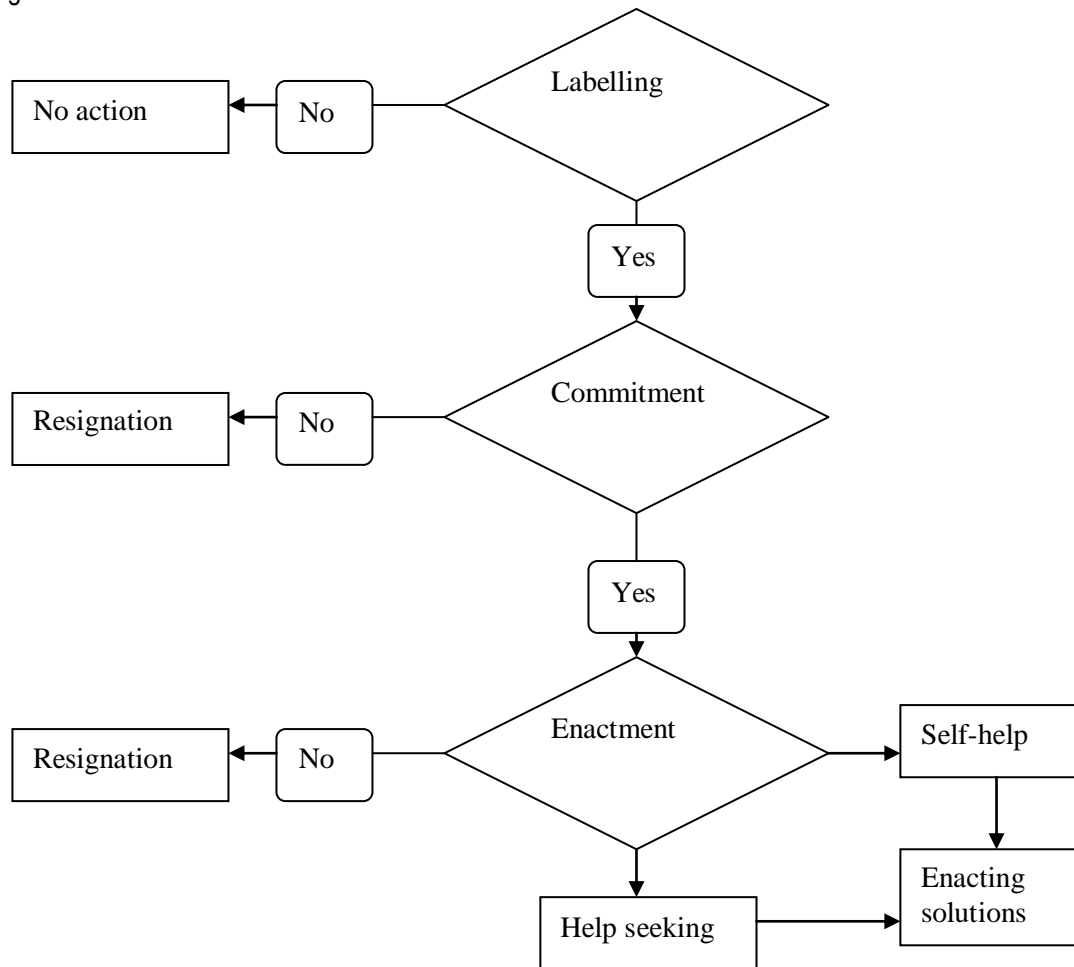 Labelling
No action
No
Yes
Commitment
Resignation
No
Yes
Enactment
Self-help
Resignation
No
Enacting
solutions
Help seeking